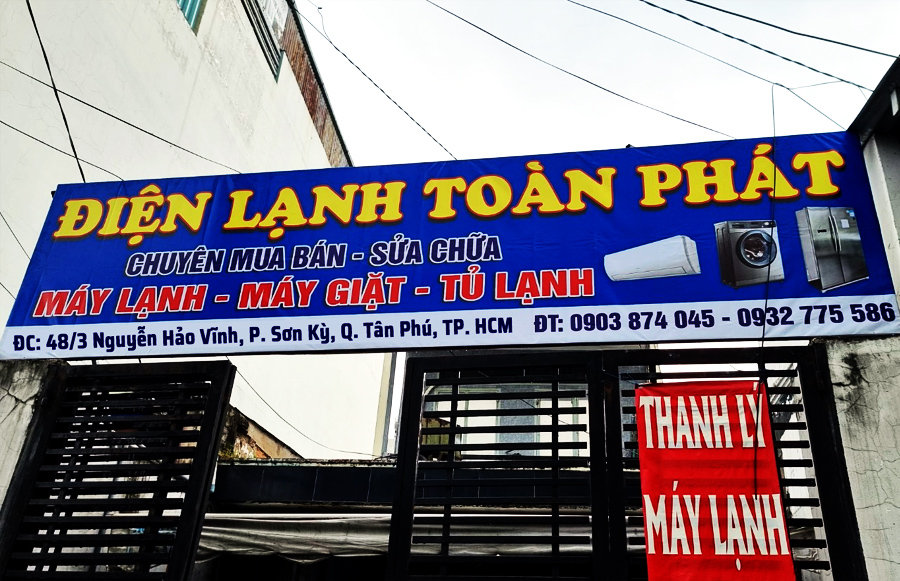 ĐIỆN LẠNH TOÀN PHÁT
CHUYÊN MUA BÁN - SỬA CHỮA
MÁY LẠNH - MÁY GIẶT - TỦ LẠNH
ĐC: 48/3 Nguyễn Hảo Vĩnh, P. Sơn Kỳ, Q. Tân Phú, TP. HCM ĐT: 0903 874 045 - 0932 775 586
THANH LÝ
MÁY LẠNH